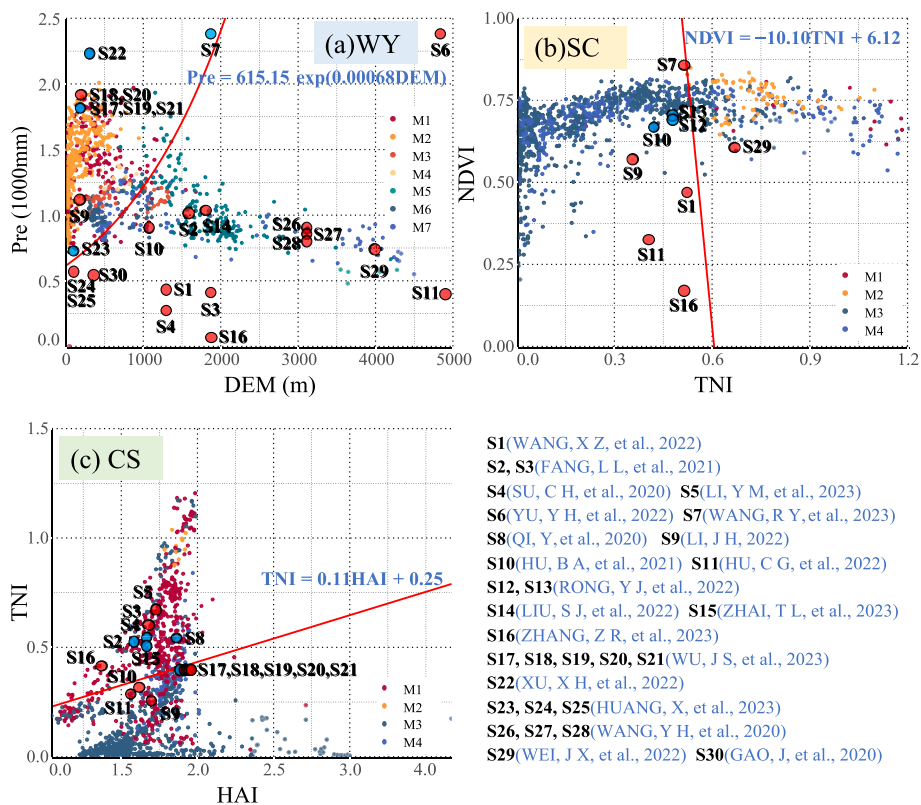 (a)WY
Pre = 615.15 exp(0.00068DEM)
Pre (1000mm)
2.5
2.0
1.5
1.0
0.5
0.0
0
1000
2000
3000
4000
5000
DEM (m)
S22
S7
S6
S18,S20
S17,S19,S21
S9
S10
S2
S14
S26
S27
S28
S29
S23
S24
S25
S30
S1
S4
S3
S16
S11
M1
M2
M3
M4
M5
M6
M7
(b)SC
NDVI = −10.10TNI + 6.12
NDVI
1.00
0.75
0.50
0.25
0.00
0.0
0.3
0.6
0.9
1.2
TNI
S7
S13
S12
S10
S29
S9
S1
S11
S16
M1
M2
M3
M4
(c) CS
TNI = 0.11HAI + 0.25
TNI
1.5
1.0
0.5
0.0
0.0
1.5
2.0
2.5
3.0
4.0
HAI
S3
S4
S2
S8
S15
S16
S10
S11
S9
S17,S18,S19,S20,S21
M1
M2
M3
M4
S1(WANG, X Z, et al., 2022)
S2, S3(FANG, L L, et al., 2021)
S4(SU, C H, et al., 2020) S5(LI, Y M, et al., 2023)
S6(YU, Y H, et al., 2022) S7(WANG, R Y, et al., 2023)
S8(QI, Y, et al., 2020) S9(LI, J H, et al., 2022)
S10(HU, B A, et al., 2021) S11(HU, C G, et al., 2022)
S12, S13(RONG, Y J, et al., 2022)
S14(LIU, S J, et al., 2022) S15(ZHAI, T L, et al., 2023)
S16(ZHANG, Z R, et al., 2023)
S17, S18, S19, S20, S21(WU, J S, et al., 2023)
S22(XU, X H, et al., 2022)
S23, S24, S25(HUANG, X, et al., 2023)
S26, S27, S28(WANG,Y H, et al., 2020)
S29(WEI, J X, et al., 2022) S30(GAO, J, et al., 2020)